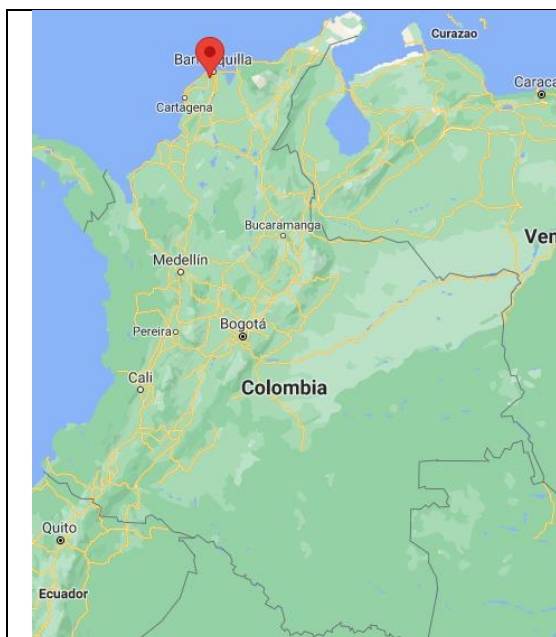 Curazao
Barranquilla
Cartagena
Caraca
Bucaramanga
Ven
Medellín
Pereira
Bogotá
Cali
Colombia
Quito
Ecuador